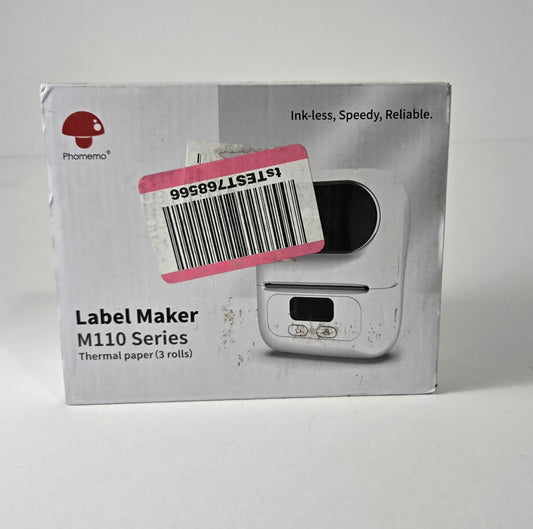 Ink-less, Speedy, Reliable.
Phomemo®
tsTEST768566
Label Maker
M110 Series
Thermal paper (3 rolls)